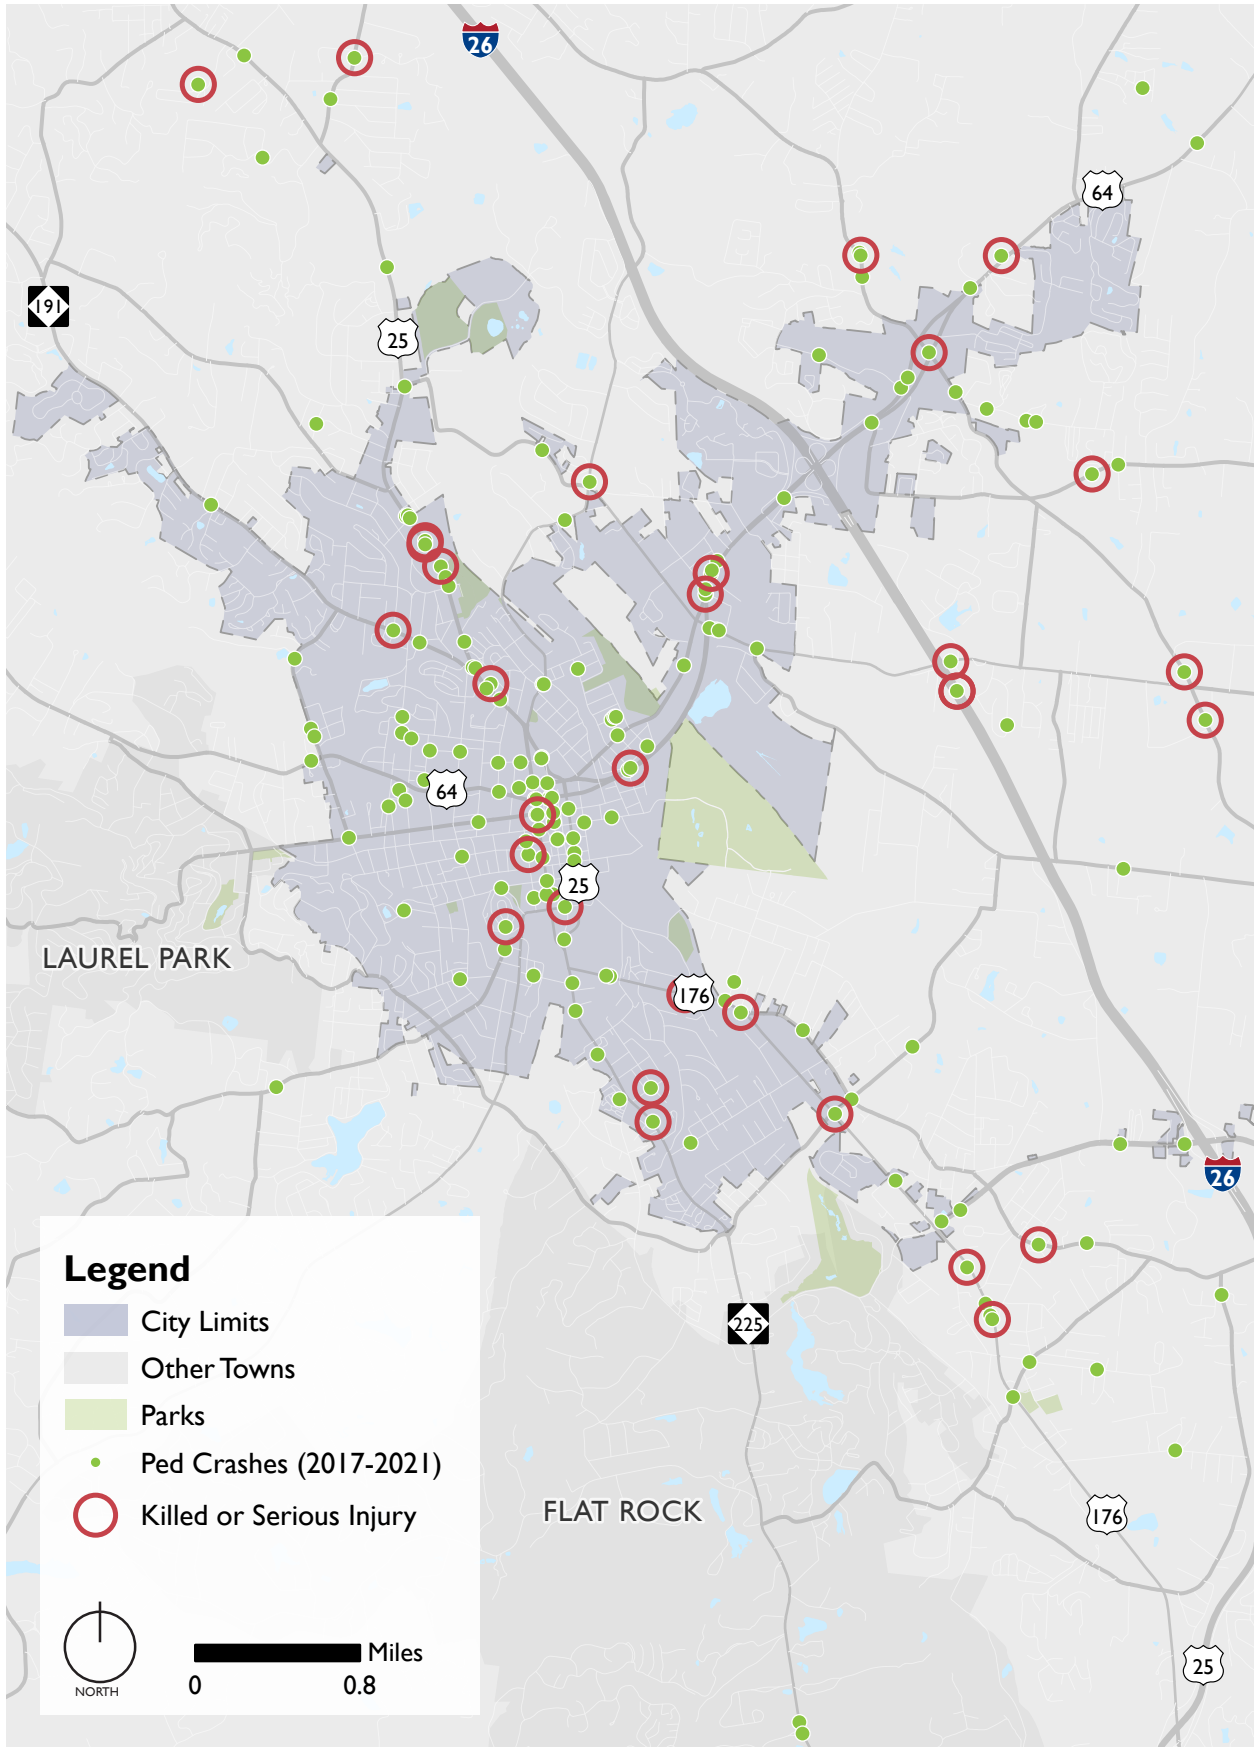 26
64
191
25
64
25
LAUREL PARK
176
26
Legend
City Limits
Other Towns
Parks
Ped Crashes (2017-2021)
Killed or Serious Injury
225
FLAT ROCK
176
NORTH
Miles
0 0.8
25